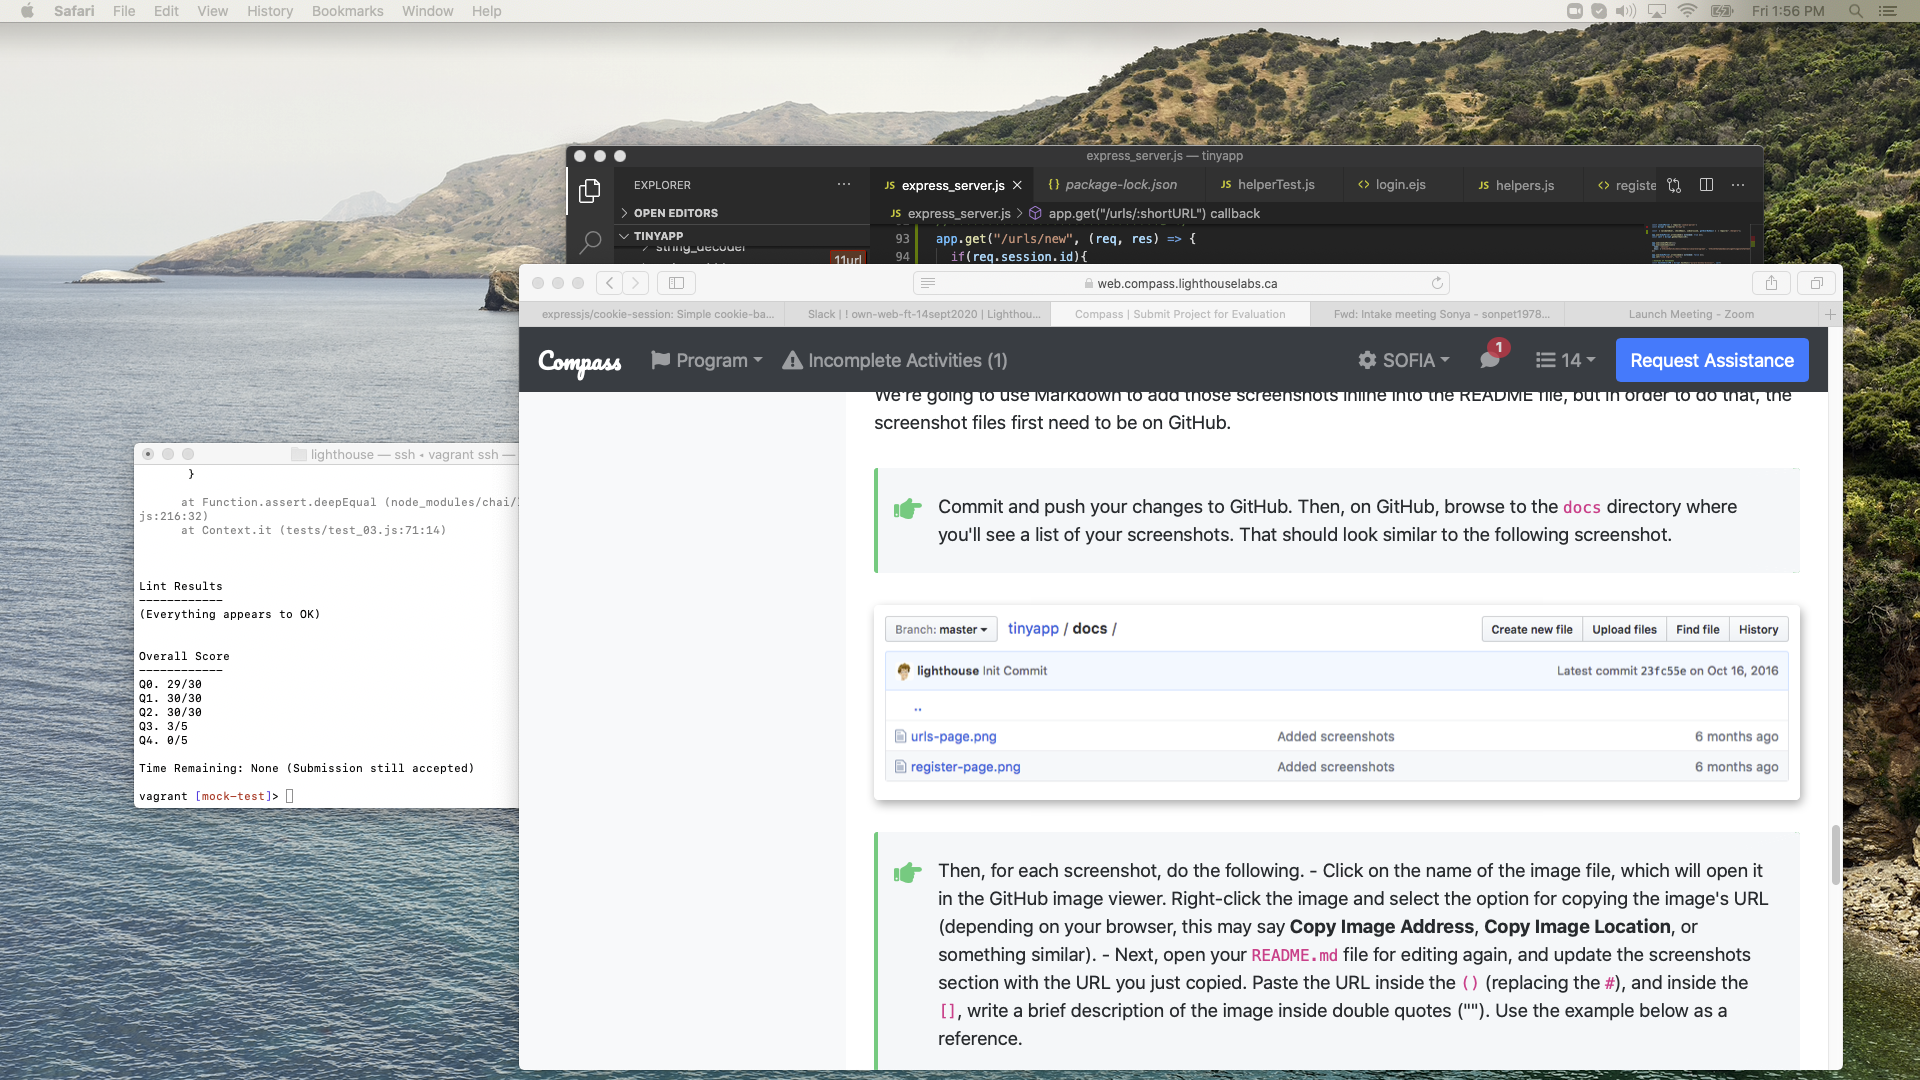 Safari File Edit View History Bookmarks Window Help Fri 1:56 PM
express_server.js — tinyapp
EXPLORER
express_server.js
package-lock.json
helperTest.js
login.ejs
helpers.js
registe
OPEN EDITORS
express_server.js > app.get("/urls/:shortURL") callback
TINYAPP
string_decoder
11url
93 app.get("/urls/new", (req, res) => {
94 if(req.session.id){
web.compass.lighthouselabs.ca
expressjs/cookie-session: Simple cookie-ba...
Slack | ! own-web-ft-14sept2020 | Lighthou...
Compass | Submit Project for Evaluation
Fwd: Intake meeting Sonya - sonpet1978...
Launch Meeting - Zoom
Compass Program Incomplete Activities (1) SOFIA 1 14 Request Assistance
We're going to use Markdown to add those screenshots inline into the README file, but in order to do that, the
screenshot files first need to be on GitHub.
Commit and push your changes to GitHub. Then, on GitHub, browse to the docs directory where
you'll see a list of your screenshots. That should look similar to the following screenshot.
Branch: master tinyapp / docs / Create new file Upload files Find file History
lighthouse Init Commit Latest commit 23fc55e on Oct 16, 2016
..
urls-page.png Added screenshots 6 months ago
register-page.png Added screenshots 6 months ago
Then, for each screenshot, do the following. - Click on the name of the image file, which will open it
in the GitHub image viewer. Right-click the image and select the option for copying the image's URL
(depending on your browser, this may say Copy Image Address, Copy Image Location, or
something similar). - Next, open your README.md file for editing again, and update the screenshots
section with the URL you just copied. Paste the URL inside the () (replacing the #), and inside the
[], write a brief description of the image inside double quotes (""). Use the example below as a
reference.
lighthouse — ssh ◂ vagrant ssh —
}
at Function.assert.deepEqual (node_modules/chai/
js:216:32)
at Context.it (tests/test_03.js:71:14)
Lint Results
------------
(Everything appears to OK)
Overall Score
------------
Q0. 29/30
Q1. 30/30
Q2. 30/30
Q3. 3/5
Q4. 0/5
Time Remaining: None (Submission still accepted)
vagrant [mock-test]>